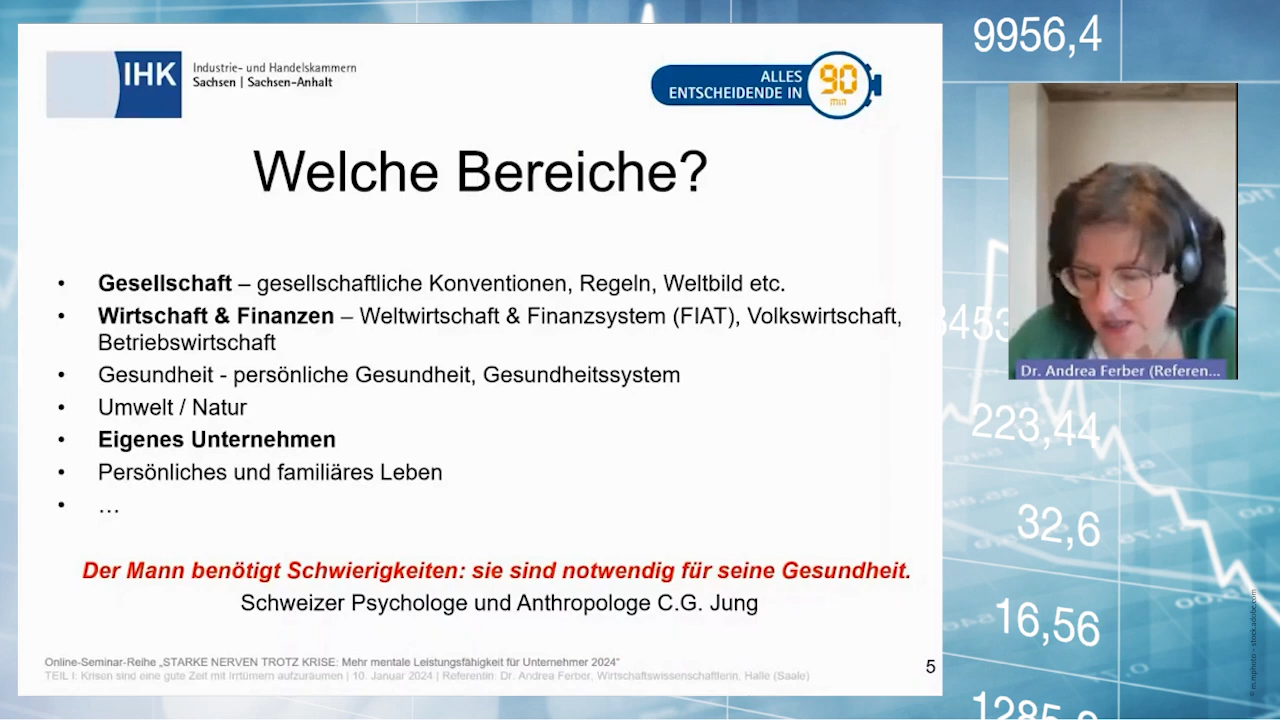 IHK
Industrie- und Handelskammern
Sachsen | Sachsen-Anhalt
ALLES
ENTSCHEIDENDE IN
90
min
Welche Bereiche?
• Gesellschaft – gesellschaftliche Konventionen, Regeln, Weltbild etc.
• Wirtschaft & Finanzen – Weltwirtschaft & Finanzsystem (FIAT), Volkswirtschaft,
Betriebswirtschaft
• Gesundheit - persönliche Gesundheit, Gesundheitssystem
• Umwelt / Natur
• Eigenes Unternehmen
• Persönliches und familiäres Leben
• …
Der Mann benötigt Schwierigkeiten: sie sind notwendig für seine Gesundheit.
Schweizer Psychologe und Anthropologe C.G. Jung
Online-Seminar-Reihe „STARKE NERVEN TROTZ KRISE: Mehr mentale Leistungsfähigkeit für Unternehmer 2024“
TEIL I: Krisen sind eine gute Zeit mit Irrtümern aufzuräumen | 10. Januar 2024 | Referentin: Dr. Andrea Ferber, Wirtschaftswissenschaftlerin, Halle (Saale)
5
9956,4
Dr. Andrea Ferber (Referen...
223,44
32,6
16,56